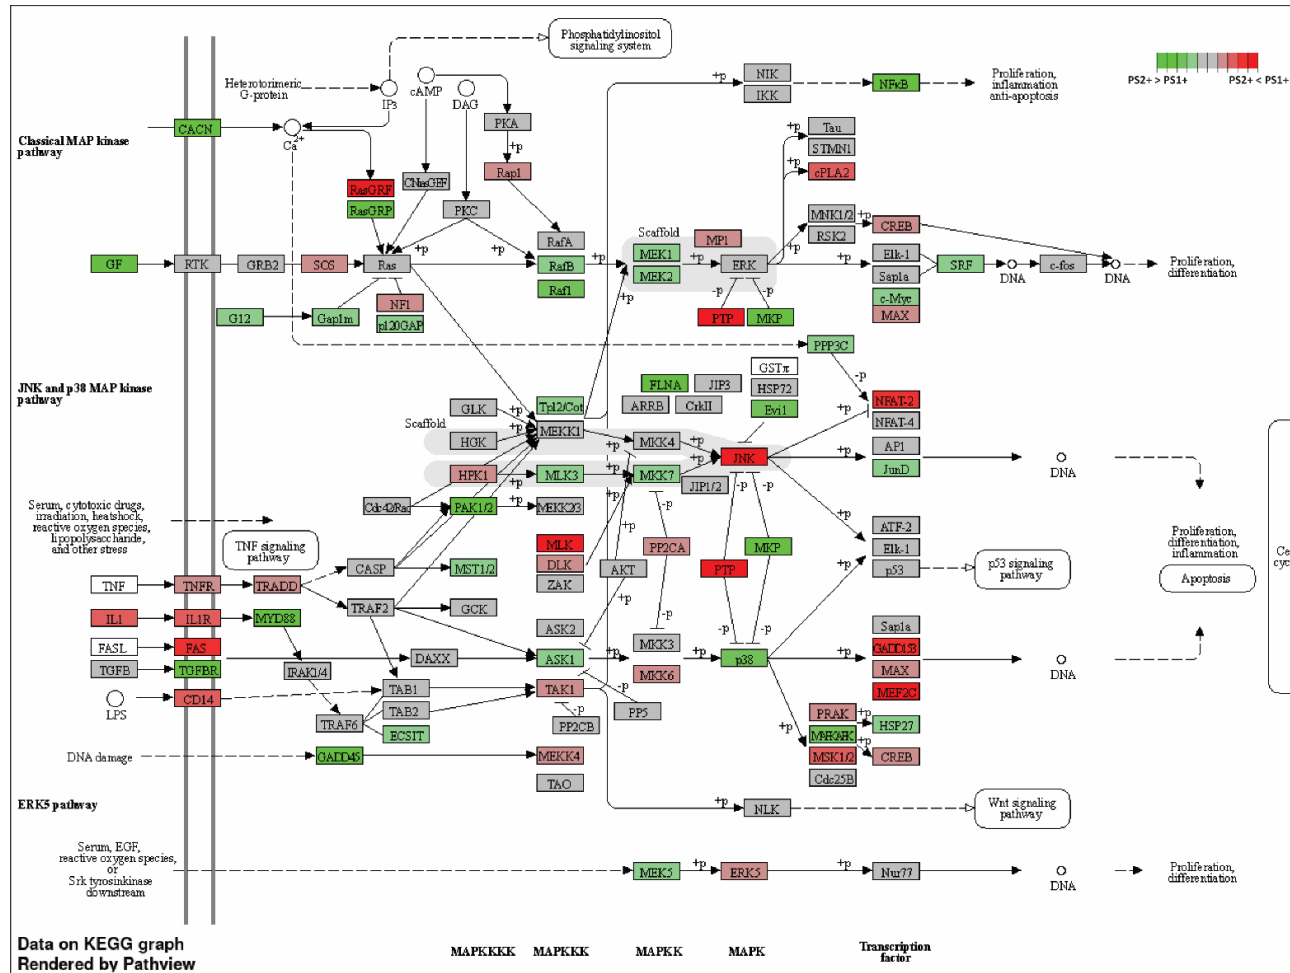 Phosphatidylinositol
signaling system
Heterotorimeric
G-protein
IP3
cAMP
DAG
PKA
+p
NIK
IKK
+p
NFκB
Proliferation,
inflammation
anti-apoptosis
PS2+ > PS1+
PS2+ < PS1+
Classical MAP kinase
pathway
CACN
Ca2+
RasGRF
RasGRP
CNrasGEF
Rap1
PKC
Tau
STMN1
cPLA2
+p
+p
RafA
RafB
Raf1
Scaffold
MEK1
MEK2
MP1
ERK
MNK1/2
RSK2
+p
CREB
GF
RTK
GRB2
SOS
Ras
+p
+p
+p
+p
+p
+p
+p
Elk-1
Sap1a
c-Myc
MAX
SRF
DNA
c-fos
DNA
Proliferation,
differentiation
G12
Gap1m
NF1
p120GAP
-p
-p
PTP
MKP
PPP3C
-p
JNK and p38 MAP kinase
pathway
GSTπ
HSP72
Evi1
FLNA
JIP3
ARRB
CrkII
NFAT-2
NFAT-4
Scaffold
GLK
HGK
HPK1
+p
+p
+p
+p
Tpl2/Cot
MEKK1
MLK3
+p
+p
MKK4
MKK7
+p
+p
JNK
JIP1/2
+p
+p
AP1
JunD
DNA
Cdc42/Rac
PAK1/2
+p
MEKK2/3
Serum, cytotoxic drugs,
irradiation, heatshock,
reactive oxygen species,
lipopolysaccharide,
and other stress
TNF signaling
pathway
CASP
MST1/2
MLK
DLK
ZAK
+p
-p
PP2CA
AKT
+p
-p
-p
-p
PTP
MKP
-p
-p
ATF-2
Elk-1
p53
p53 signaling
pathway
Proliferation,
differentiation,
inflammation
Apoptosis
Ce
cyc
TNF
TNFR
TRADD
TRAF2
GCK
IL1
IL1R
MYD88
FASL
FAS
TGFB
TGFBR
IRAK1/4
DAXX
ASK2
ASK1
+p
MKK3
MKK6
+p
p38
+p
Sap1a
GADD153
MAX
MEF2C
DNA
LPS
CD14
TAB1
TAB2
TRAF6
ECSIT
TAK1
-p
-p
PP2CB
PP5
PRAK
MAPKAPK
MSK1/2
Cdc25B
+p
+p
+p
HSP27
CREB
DNA damage
GADD45
MEKK4
TAO
ERK5 pathway
+p
NLK
Wnt signaling
pathway
Serum, EGF,
reactive oxygen species,
or
Srk tyrosinkinase
downstream
MEK5
+p
ERK5
+p
Nur77
DNA
Proliferation,
differentiation
Data on KEGG graph
Rendered by Pathview
MAPKKKK
MAPKKK
MAPKK
MAPK
Transcription
factor